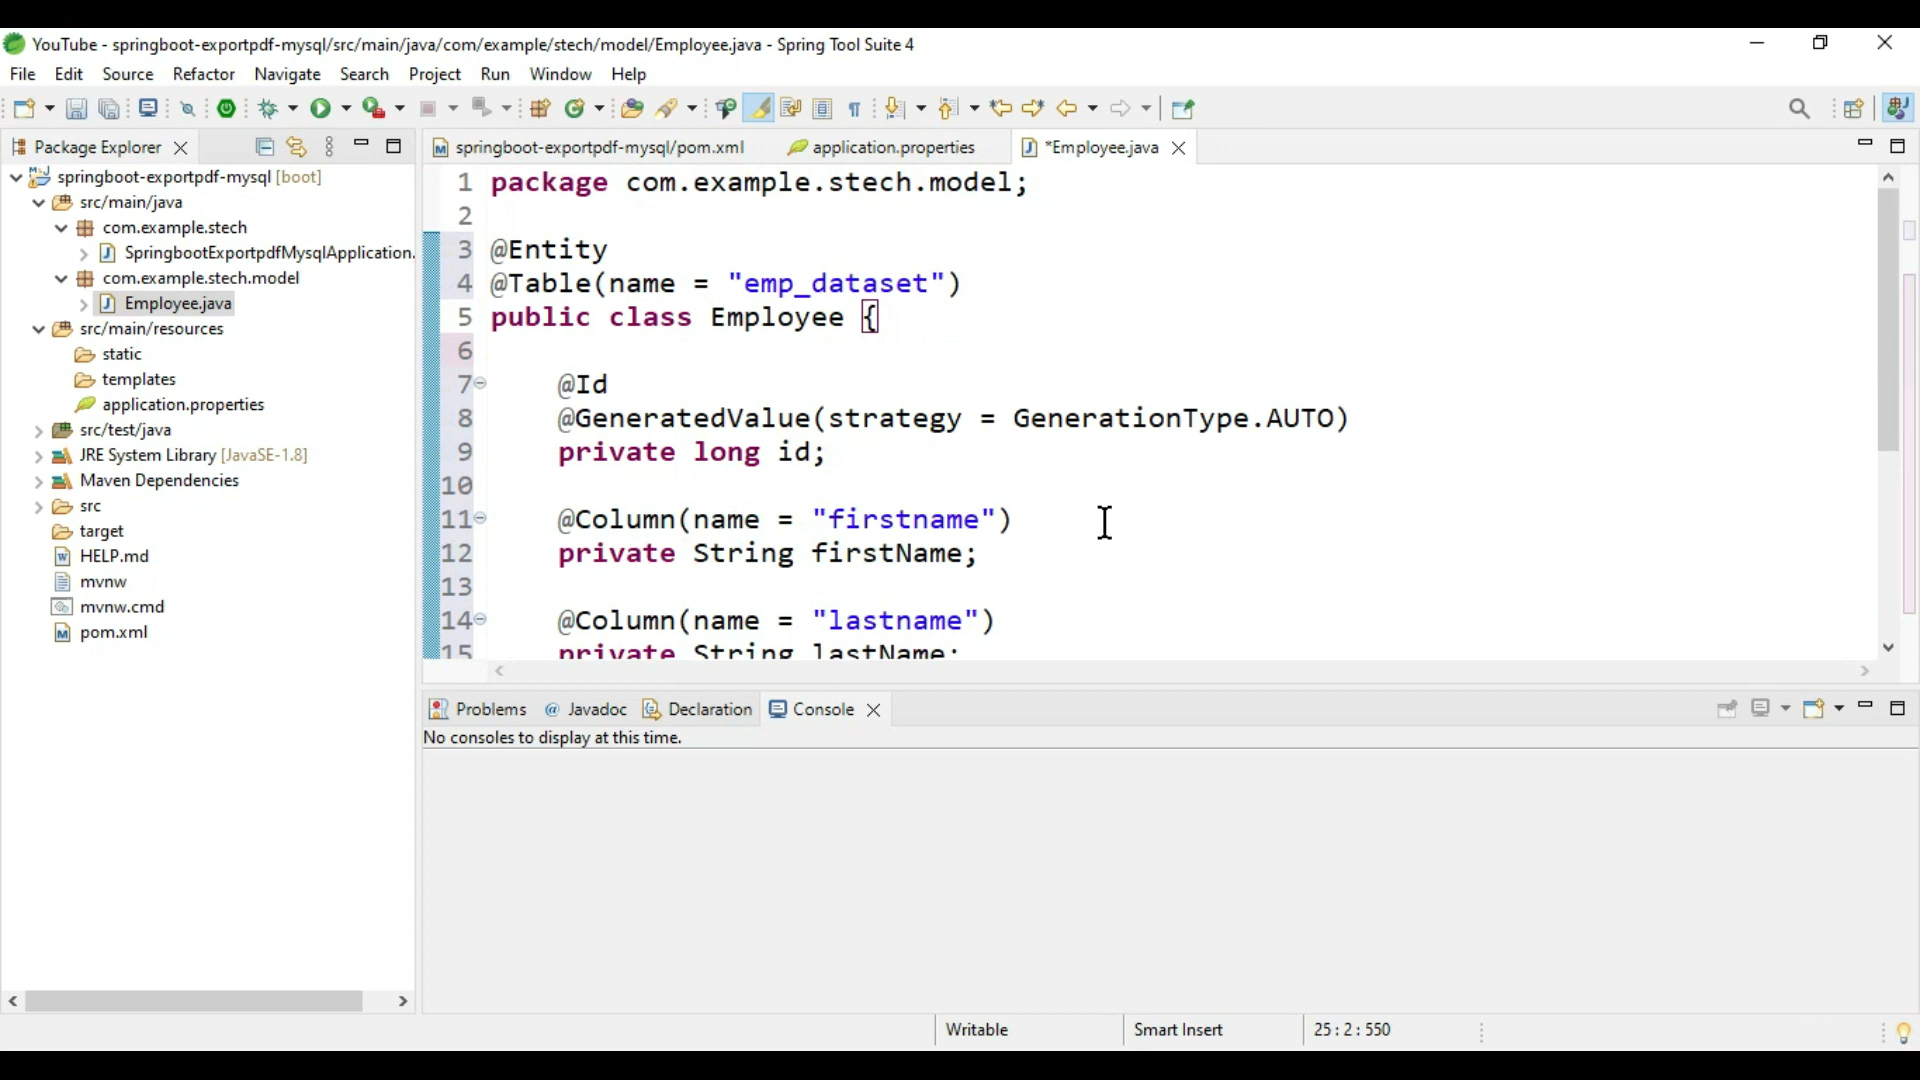 YouTube - springboot-exportpdf-mysql/src/main/java/com/example/stech/model/Employee.java - Spring Tool Suite 4
File Edit Source Refactor Navigate Search Project Run Window Help
Package Explorer
springboot-exportpdf-mysql [boot]
src/main/java
com.example.stech
SpringbootExportpdfMysqlApplication.
com.example.stech.model
Employee.java
src/main/resources
static
templates
application.properties
src/test/java
JRE System Library [JavaSE-1.8]
Maven Dependencies
src
target
HELP.md
mvnw
mvnw.cmd
pom.xml
springboot-exportpdf-mysql/pom.xml application.properties *Employee.java
1 package com.example.stech.model;
2
3 @Entity
4 @Table(name = "emp_dataset")
5 public class Employee {
6
7 @Id
8 @GeneratedValue(strategy = GenerationType.AUTO)
9 private long id;
10
11 @Column(name = "firstname")
12 private String firstName;
13
14 @Column(name = "lastname")
15 private String lastName;
Problems @ Javadoc Declaration Console
No consoles to display at this time.
Writable Smart Insert 25 : 2 : 550